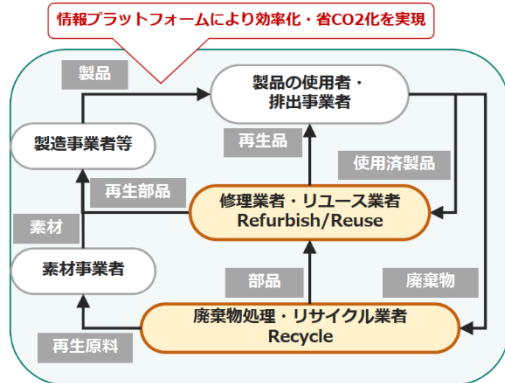 情報プラットフォームにより効率化・省CO2化を実現
製品
製品の使用者・
排出事業者
製造事業者等
再生品
使用済製品
再生部品
修理業者・リユース業者
Refurbish/Reuse
素材
素材事業者
部品
廃棄物
廃棄物処理・リサイクル業者
Recycle
再生原料